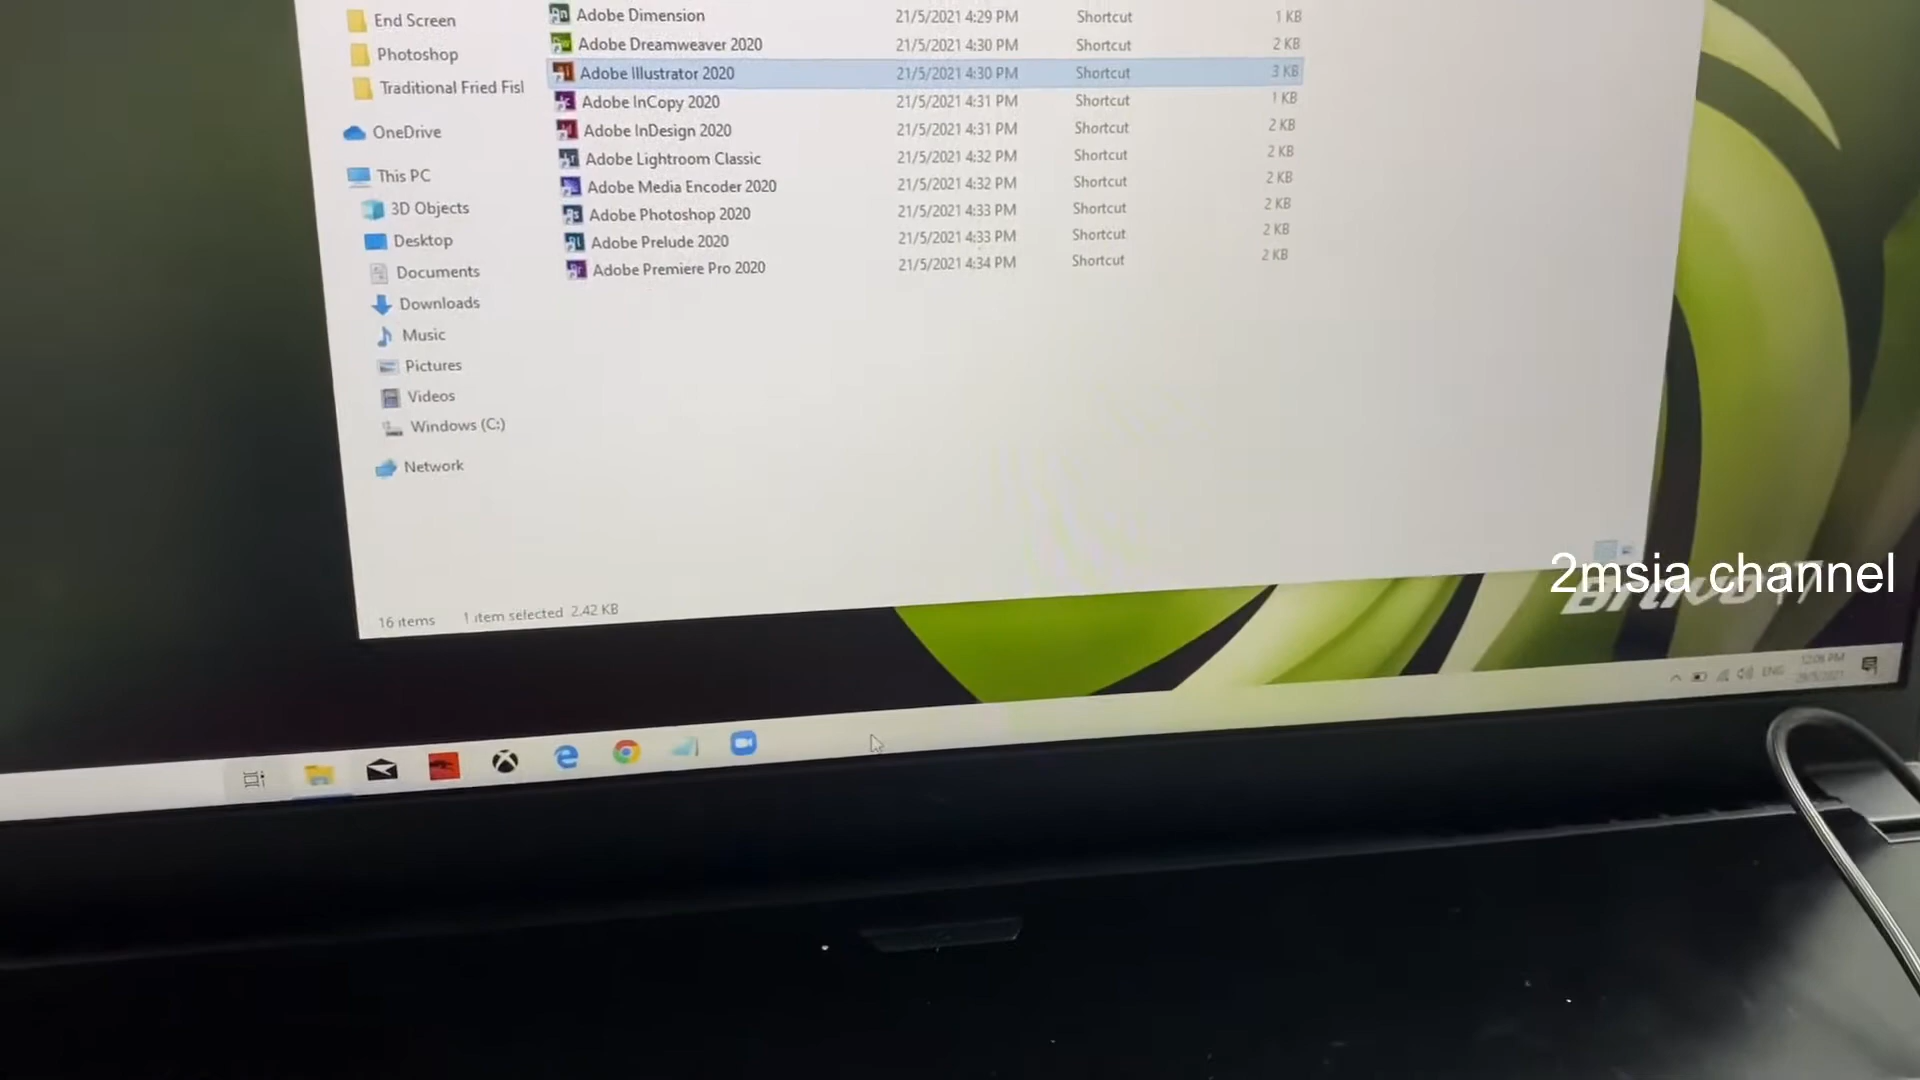 End Screen
Photoshop
Traditional Fried Fisl
OneDrive
This PC
3D Objects
Desktop
Documents
Downloads
Music
Pictures
Videos
Windows (C:)
Network
Adobe Dimension 21/5/2021 4:29 PM Shortcut 1 KB
Adobe Dreamweaver 2020 21/5/2021 4:30 PM Shortcut 2 KB
Adobe Illustrator 2020 21/5/2021 4:30 PM Shortcut 3 KB
Adobe InCopy 2020 21/5/2021 4:31 PM Shortcut 1 KB
Adobe InDesign 2020 21/5/2021 4:31 PM Shortcut 2 KB
Adobe Lightroom Classic 21/5/2021 4:32 PM Shortcut 2 KB
Adobe Media Encoder 2020 21/5/2021 4:32 PM Shortcut 2 KB
Adobe Photoshop 2020 21/5/2021 4:33 PM Shortcut 2 KB
Adobe Prelude 2020 21/5/2021 4:33 PM Shortcut 2 KB
Adobe Premiere Pro 2020 21/5/2021 4:34 PM Shortcut 2 KB
16 items 1 item selected 2.42 KB
2msia channel
ENG 12:06 PM